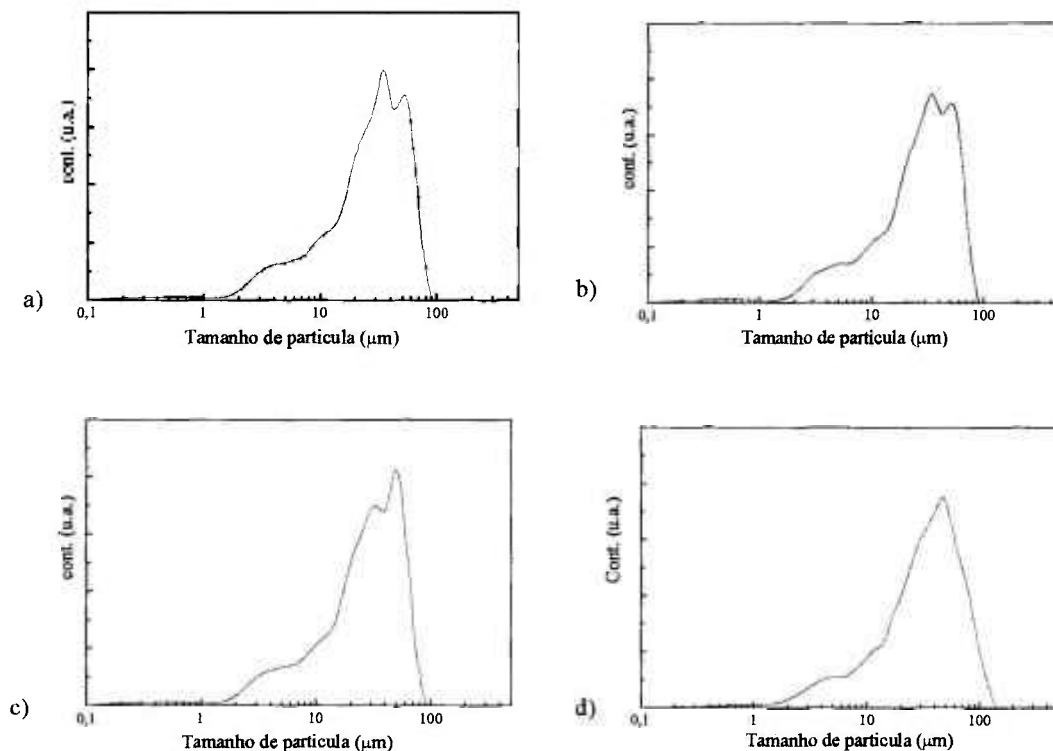 cont. (u.a.)
a)
0,1 1 10 100
Tamanho de particula (μm)
cont. (u.a.)
b)
0,1 1 10 100
Tamanho de particula (μm)
cont. (u.a.)
c)
0,1 1 10 100
Tamanho de particula (μm)
Cont. (u.a.)
d)
0,1 1 10 100
Tamanho de particula (μm)